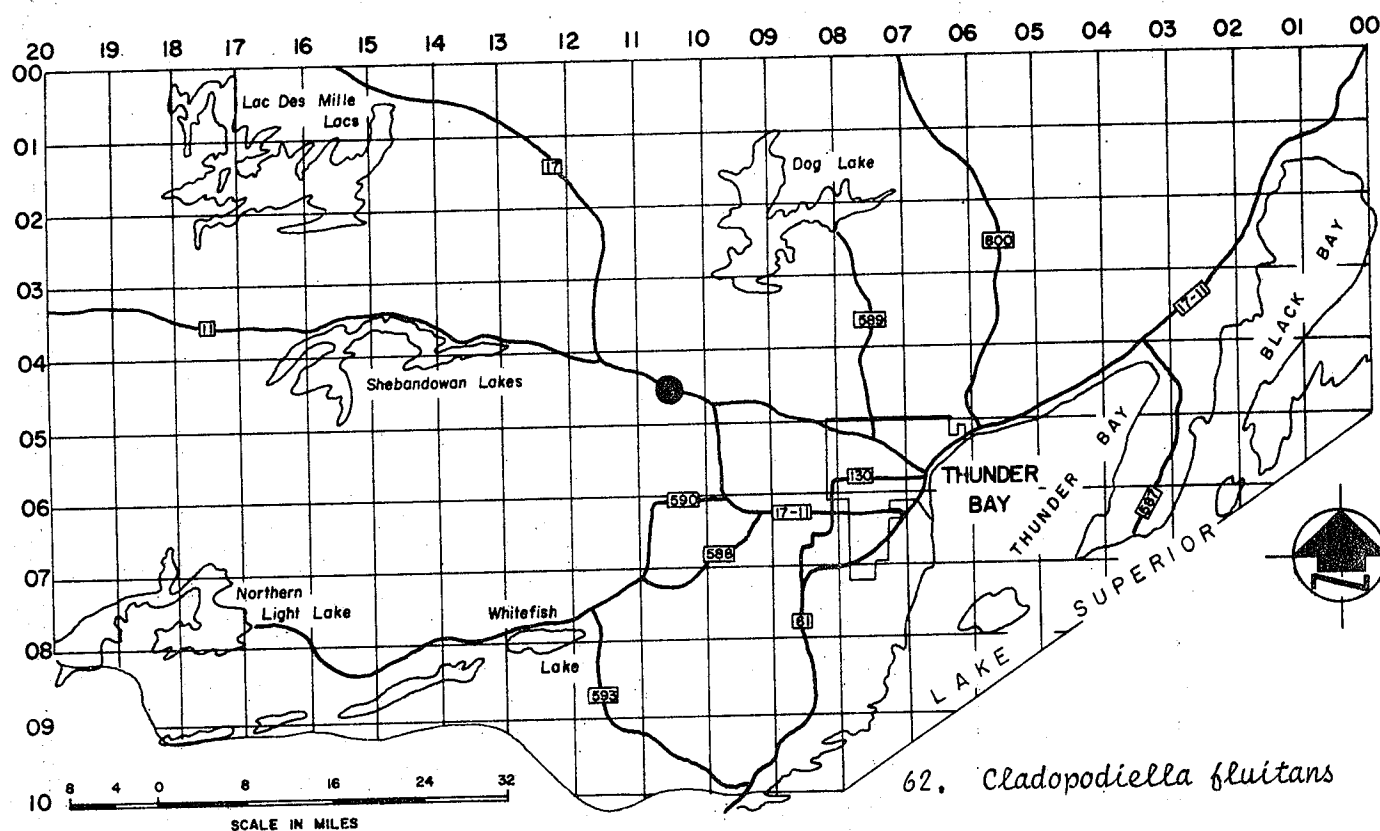 20 19 18 17 16 15 14 13 12 11 10 09 08 07 06 05 04 03 02 01 00
00
01
02
03
04
05
06
07
08
09
10
Lac Des Mille
Lacs
17
Dog Lake
800
589
17-11
BLACK BAY
11
Shebandowan Lakes
THUNDER BAY
130
THUNDER
BAY
590
17-11
588
587
LAKE SUPERIOR
N
Northern
Light Lake
Whitefish
Lake
61
593
8 4 0 8 16 24 32
SCALE IN MILES
62. Cladopodiella fluitans